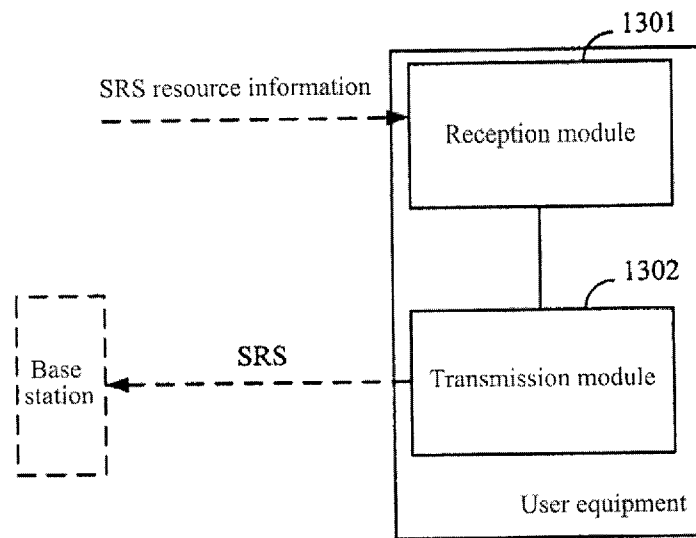 1301
SRS resource information
Reception module
1302
SRS
Base
station
Transmission module
User equipment